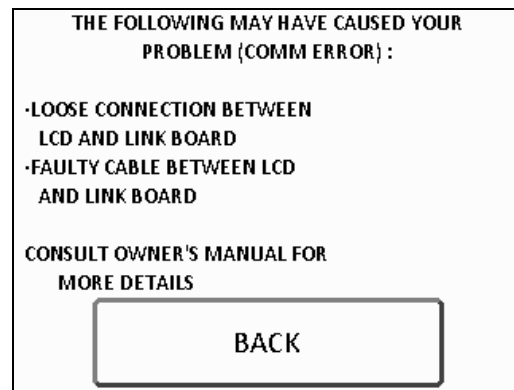 THE FOLLOWING MAY HAVE CAUSED YOUR
PROBLEM (COMM ERROR) :
·LOOSE CONNECTION BETWEEN
LCD AND LINK BOARD
·FAULTY CABLE BETWEEN LCD
AND LINK BOARD
CONSULT OWNER'S MANUAL FOR
MORE DETAILS
BACK